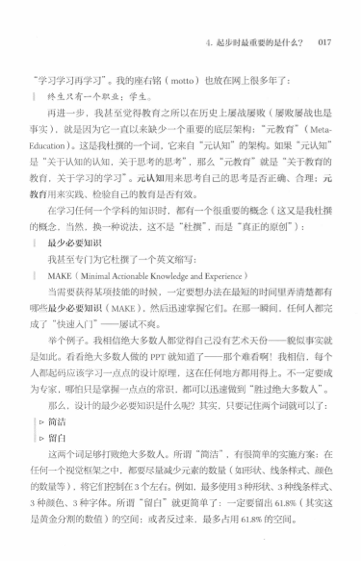 4. 起步时最重要的是什么？ 017
“学习学习再学习”。我的座右铭（motto）也放在网上很多年了：
终生只有一个职业：学生。
再进一步，我甚至觉得教育之所以在历史上屡战屡败（屡败屡战也是
事实），就是因为它一直以来缺少一个重要的底层架构：“元教育”（Meta-
Education）。这是我杜撰的一个词，它来自“元认知”的架构。如果“元认知”
是“关于认知的认知、关于思考的思考”，那么“元教育”就是“关于教育的
教育，关于学习的学习”。元认知用来思考自己的思考是否正确、合理；元
教育用来实践、检验自己的教育是否有效。
在学习任何一个学科的知识时，都有一个很重要的概念（这又是我杜撰
的概念，当然，换一种说法，这不是“杜撰”，而是“真正的原创”）：
最少必要知识
我甚至专门为它杜撰了一个英文缩写：
MAKE（Minimal Actionable Knowledge and Experience）
当需要获得某项技能的时候，一定要想办法在最短的时间里弄清楚都有
哪些最少必要知识（MAKE），然后迅速掌握它们。在那一瞬间，任何人都完
成了“快速入门”——屡试不爽。
举个例子。我相信绝大多数人都觉得自己没有艺术天份——貌似事实就
是如此。看看绝大多数人做的 PPT 就知道了——那个难看啊！我相信，每个
人都起码应该学习一点点的设计原理，这在任何地方都用得上。不一定要成
为专家，哪怕只是掌握一点点的常识，都可以迅速做到“胜过绝大多数人”。
那么，设计的最少必要知识是什么呢？其实，只要记住两个词就可以了：
▷ 简洁
▷ 留白
这两个词足够打败绝大多数人。所谓“简洁”，有很简单的实施方案：在
任何一个视觉框架之中，都要尽量减少元素的数量（如形状、线条样式、颜色
的数量等），将它们控制在 3 个左右。例如，最多使用 3 种形状、3 种线条样式、
3 种颜色、3 种字体。所谓“留白”就更简单了：一定要留出 61.8%（其实这
是黄金分割的数值）的空间；或者反过来，最多占用 61.8% 的空间。